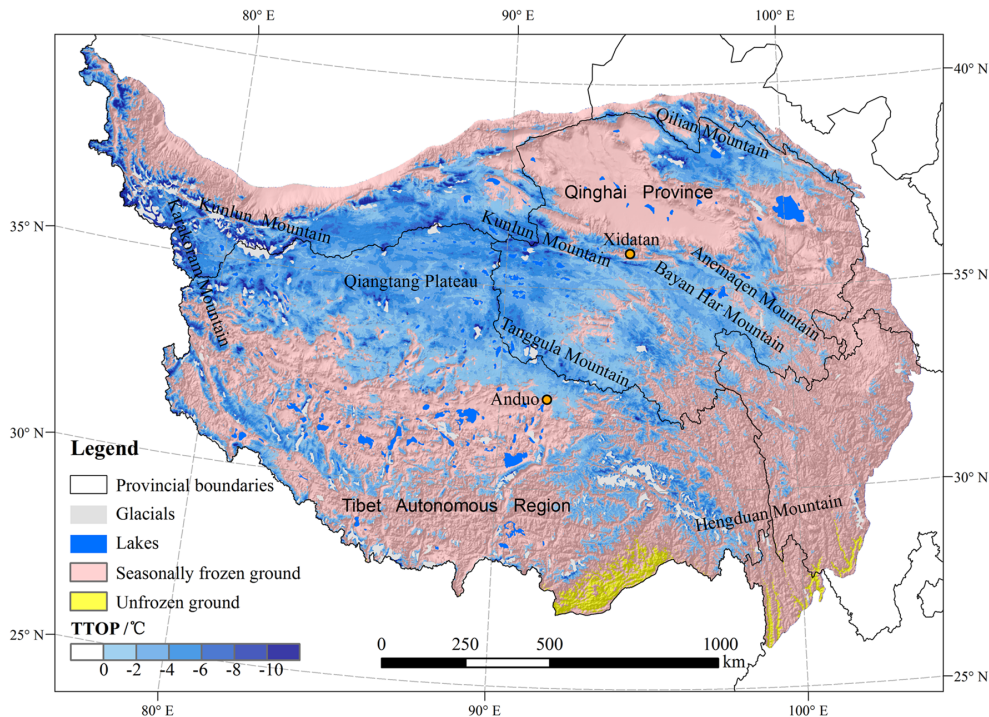 80° E
90° E
100° E
40° N
Qilian Mountain
Qinghai Province
Kunlun Mountain
Kunlun Mountain
35° N
Karakoram Mountain
Xidatan
Anemaqen Mountain
Bayan Har Mountain
35° N
Qiangtang Plateau
Tanggula Mountain
Anduo
30° N
Legend
Provincial boundaries
30° N
Tibet Autonomous Region
Hengduan Mountain
Glacials
Lakes
Seasonally frozen ground
Unfrozen ground
TTOP /℃
0 -2 -4 -6 -8 -10
25° N
0 250 500 1000
km
25° N
80° E
90° E
100° E